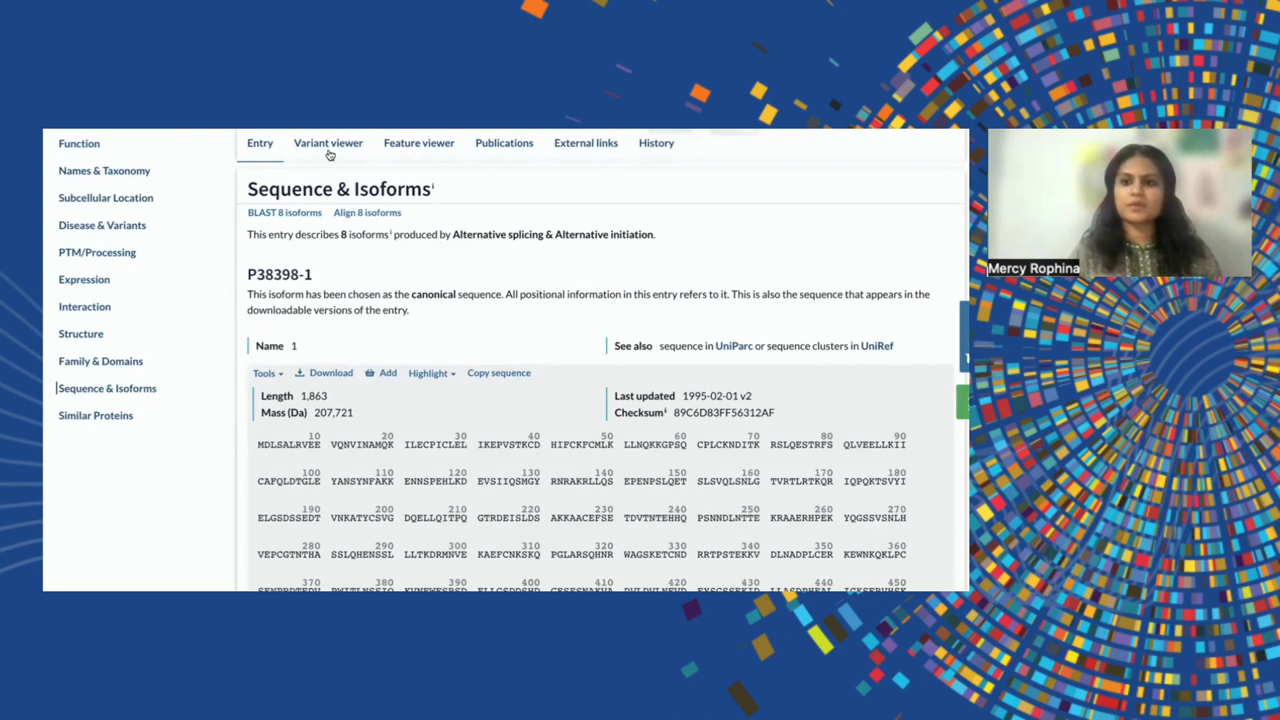 Function
Names & Taxonomy
Subcellular Location
Disease & Variants
PTM/Processing
Expression
Interaction
Structure
Family & Domains
Sequence & Isoforms
Similar Proteins
Entry Variant viewer Feature viewer Publications External links History
Sequence & Isoforms i
BLAST 8 isoforms Align 8 isoforms
This entry describes 8 isoforms i produced by Alternative splicing & Alternative initiation.
P38398-1
This isoform has been chosen as the canonical sequence. All positional information in this entry refers to it. This is also the sequence that appears in the
downloadable versions of the entry.
Name 1
See also sequence in UniParc or sequence clusters in UniRef
Tools Download Add Highlight Copy sequence
Length 1,863
Mass (Da) 207,721
Last updated 1995-02-01 v2
Checksum i 89C6D83FF56312AF
10 20 30 40 50 60 70 80 90
MDLSALRVEE VQNVINAMQK ILECPICLEL IKEPVSTKCD HIFCKFCMLK LLNQKKGPSQ CPLCKNDITK RSLQESTRFS QLVEELLKII
100 110 120 130 140 150 160 170 180
CAFQLDTGLE YANSYNFAKK ENNSPEHLKD EVSIIQSMGY RNRAKRLLQS EPENPSLQET SLSVQLSNLG TVRTLRTKQR IQPQKTSVYI
190 200 210 220 230 240 250 260 270
ELGSDSSEDT VNKATYCSVG DQELLQITPQ GTRDEISLDS AKKAACEFSE TDVTNTEHHQ PSNNDLNTTE KRAAERHPEK YQGSSVSNLH
280 290 300 310 320 330 340 350 360
VEPCGTNTHA SSLQHENSSL LLTKDRMNVE KAEFCNKSKQ PGLARSQHNR WAGSKETCND RRTPSTEKKV DLNADPLCER KEWNKQKLPC
370 380 390 400 410 420 430 440 450
Mercy Rophina